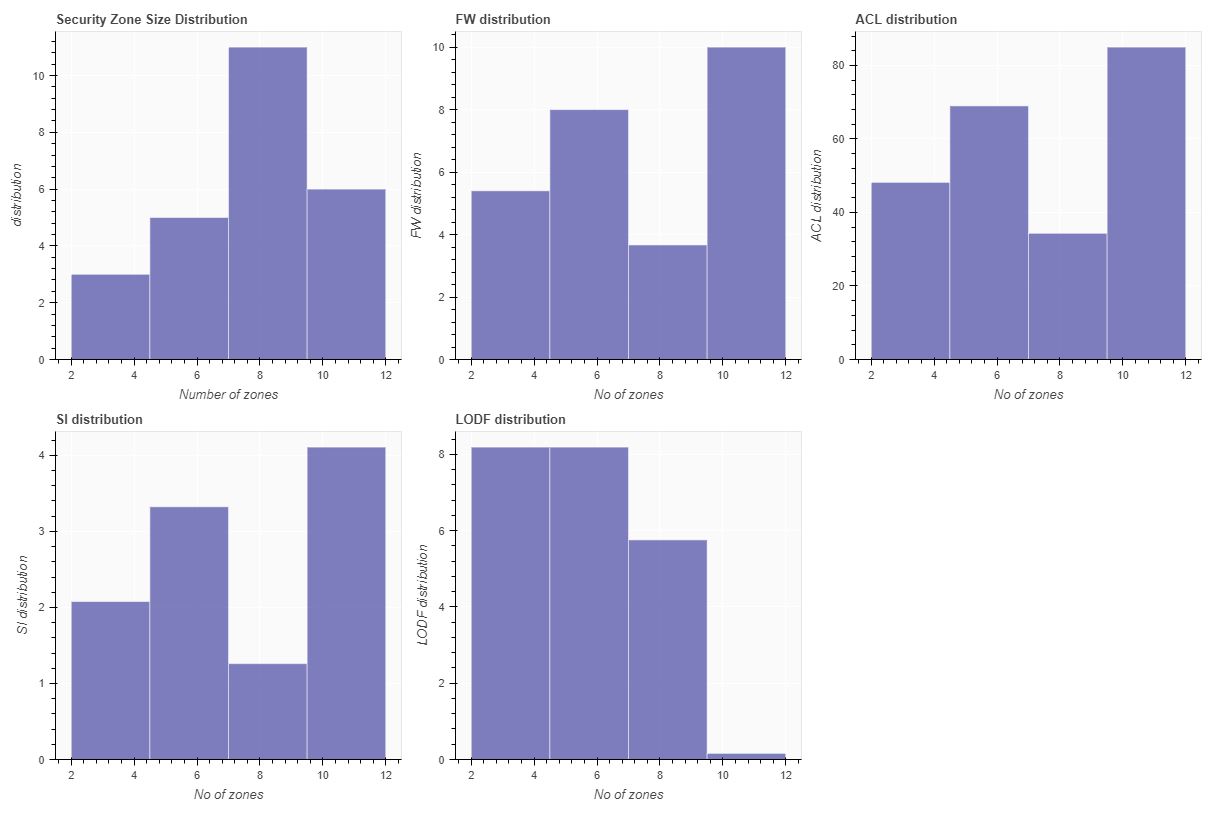 Security Zone Size Distribution
distribution
10
8
6
4
2
0
2 4 6 8 10 12
Number of zones
FW distribution
FW distribution
10
8
6
4
2
0
2 4 6 8 10 12
No of zones
ACL distribution
ACL distribution
80
60
40
20
0
2 4 6 8 10 12
No of zones
SI distribution
SI distribution
4
3
2
1
0
2 4 6 8 10 12
No of zones
LODF distribution
LODF distribution
8
6
4
2
0
2 4 6 8 10 12
No of zones